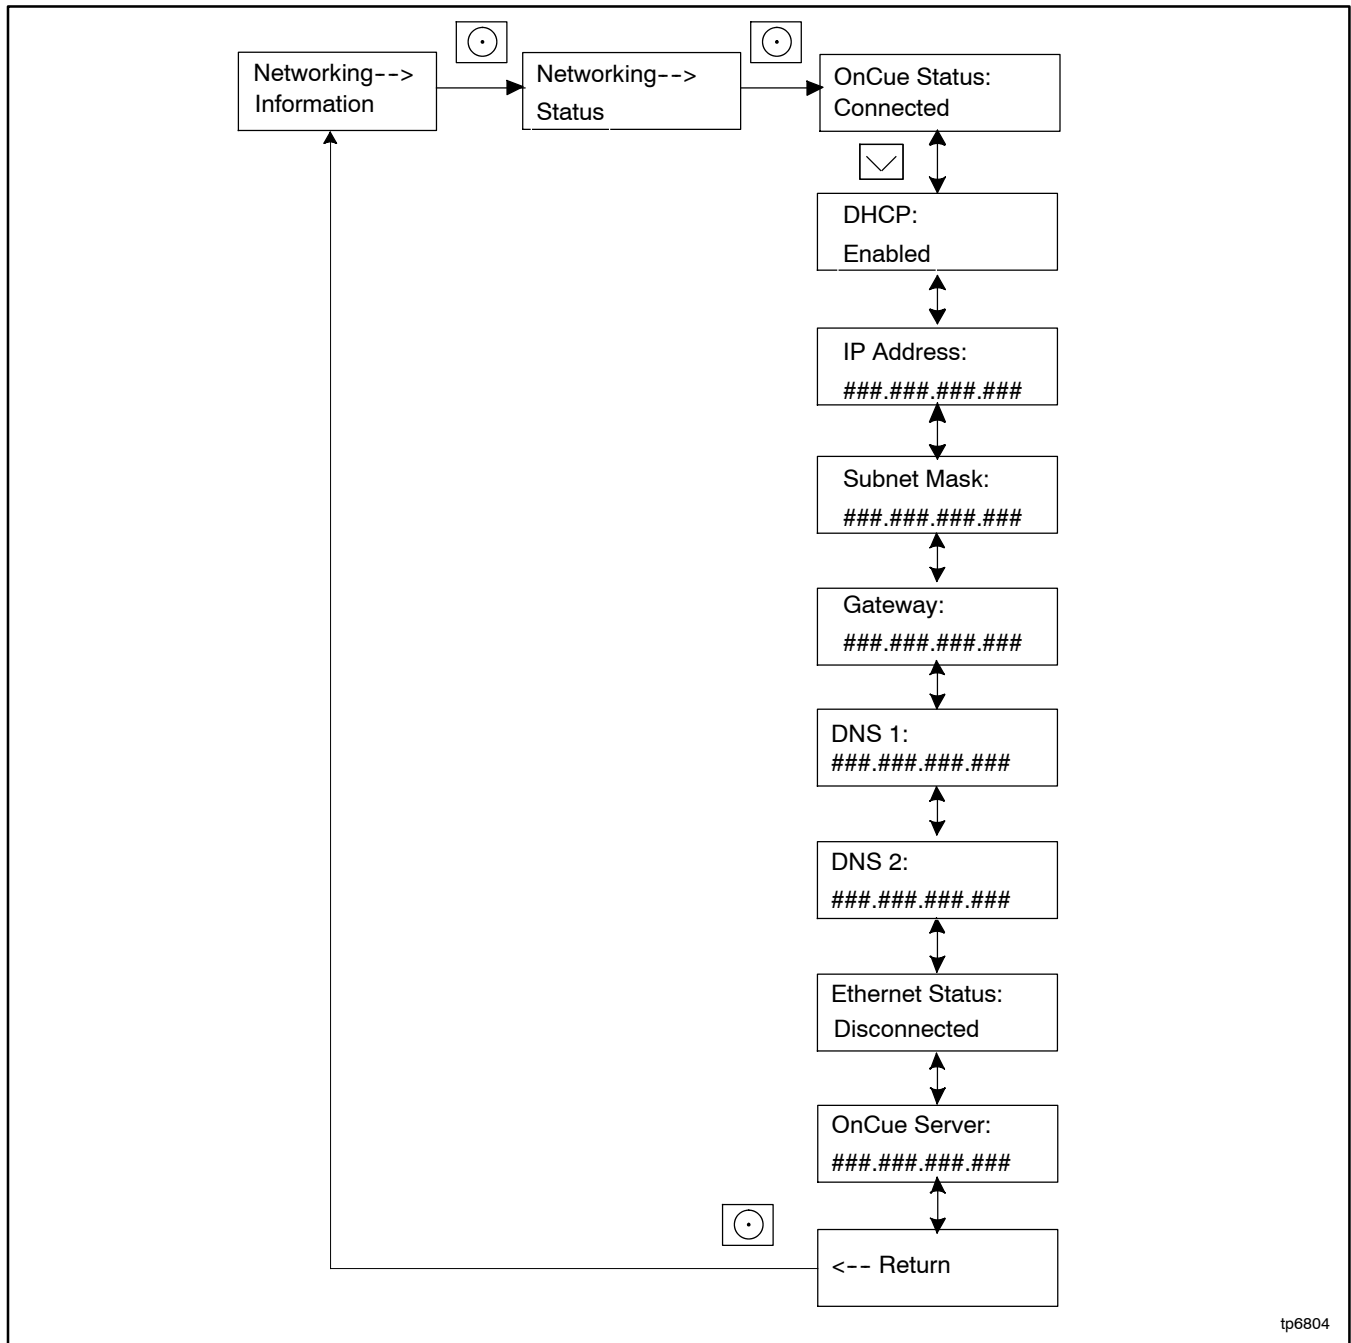 Networking-->
Information
Networking-->
Status
OnCue Status:
Connected
DHCP:
Enabled
IP Address:
###.###.###.###
Subnet Mask:
###.###.###.###
Gateway:
###.###.###.###
DNS 1:
###.###.###.###
DNS 2:
###.###.###.###
Ethernet Status:
Disconnected
OnCue Server:
###.###.###.###
<-- Return
tp6804